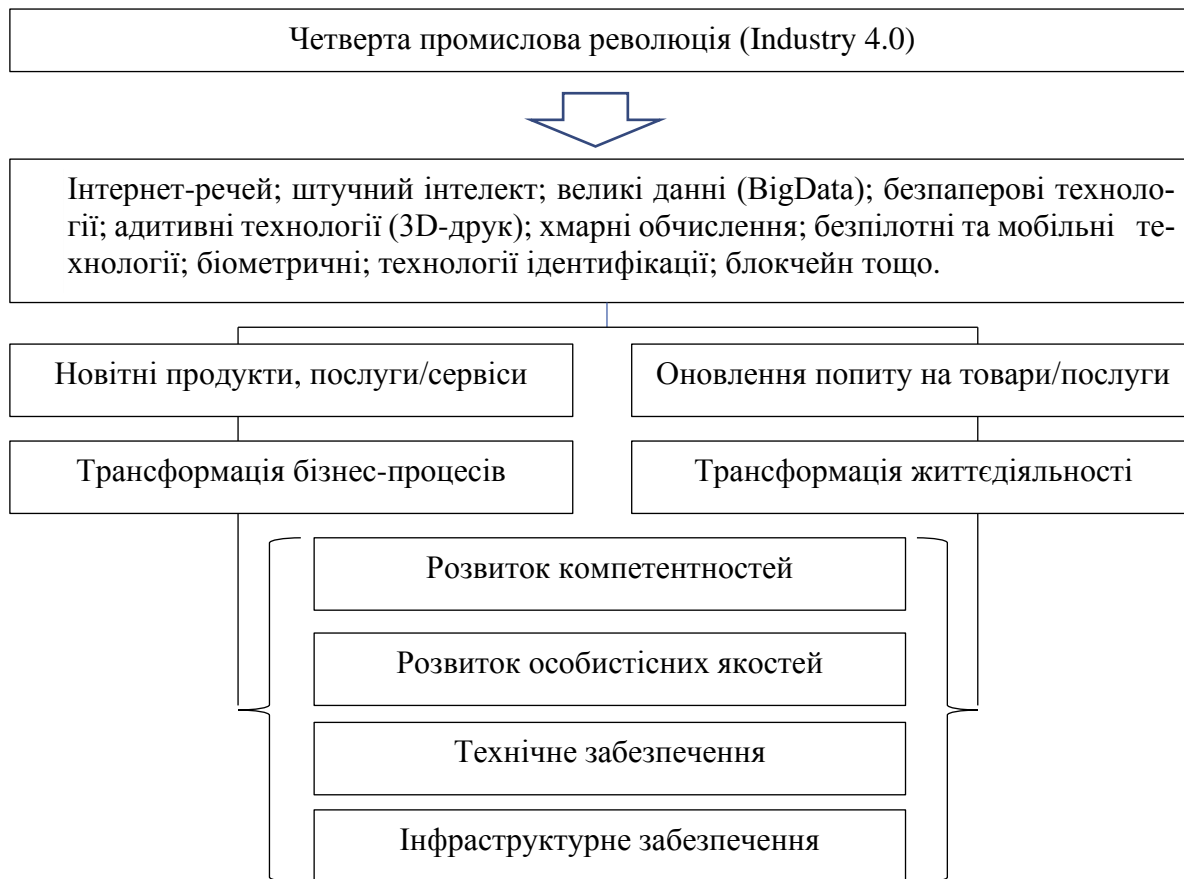 Четверта промислова революція (Industry 4.0)
Інтернет-речей; штучний інтелект; великі данні (BigData); безпаперові техноло-
гії; адитивні технології (3D-друк); хмарні обчислення; безпілотні та мобільні те-
хнології; біометричні; технології ідентифікації; блокчейн тощо.
Новітні продукти, послуги/сервіси
Оновлення попиту на товари/послуги
Трансформація бізнес-процесів
Трансформація життєдіяльності
Розвиток компетентностей
Розвиток особистісних якостей
Технічне забезпечення
Інфраструктурне забезпечення